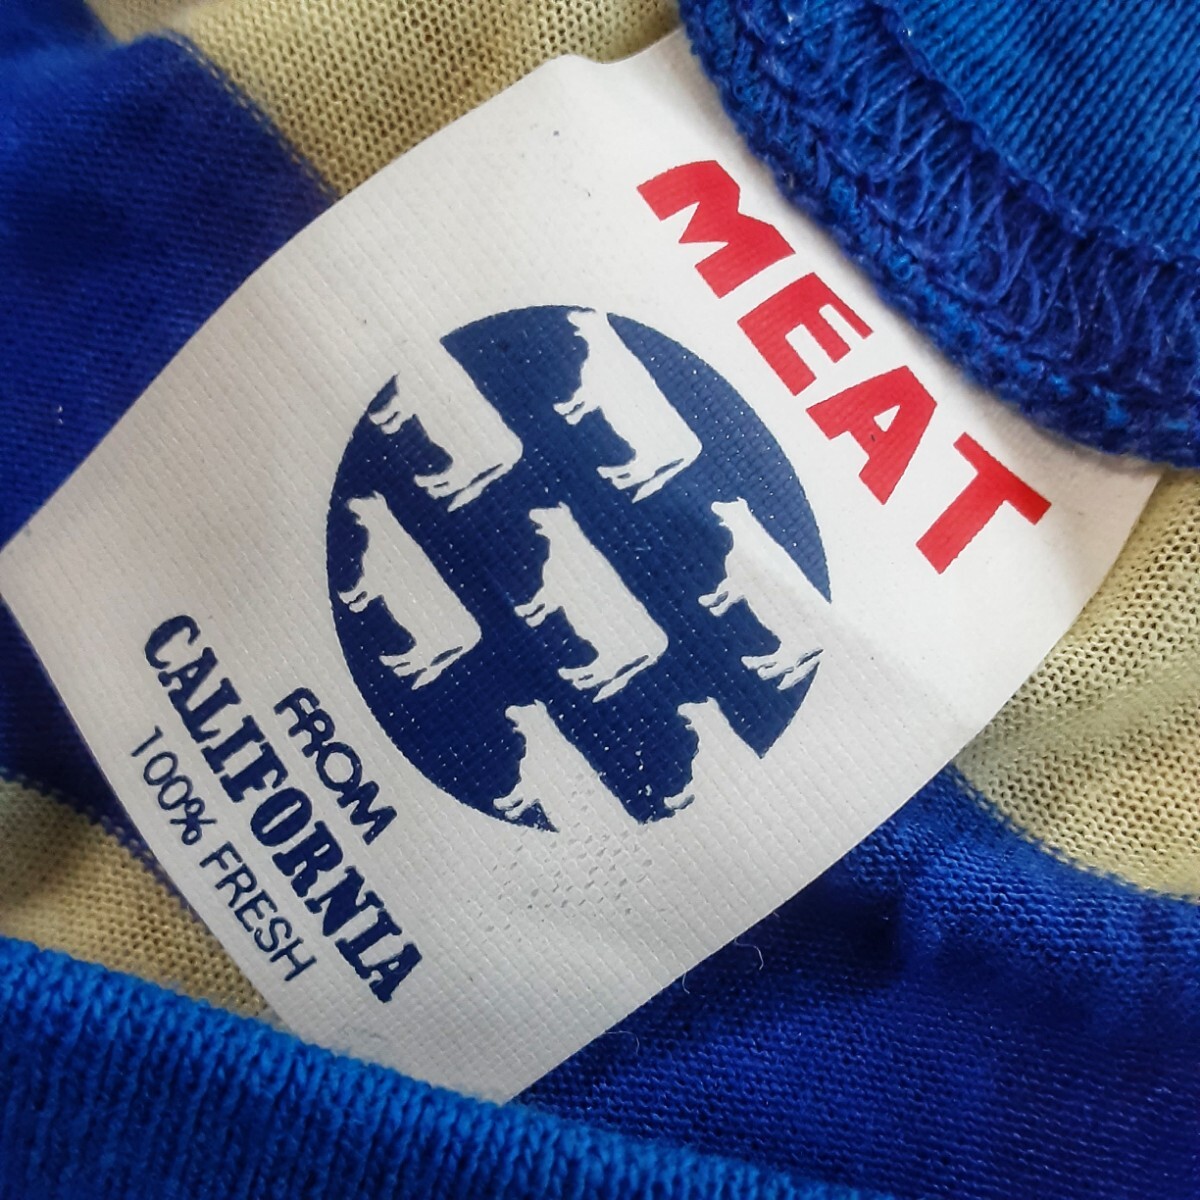 MEAT
FROM
CALIFORNIA
100% FRESH